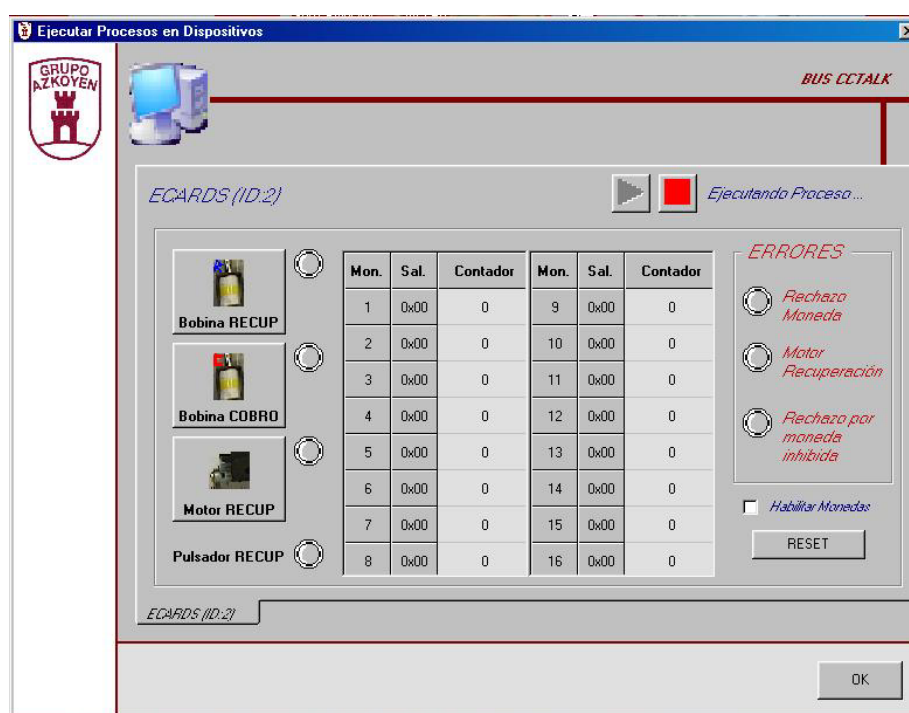 Ejecutar Procesos en Dispositivos
GRUPO
AZKOYEN
BUS CCTALK
ECARDS (ID:2)
Ejecutando Proceso...
Bobina RECUP
Bobina COBRO
Motor RECUP
Pulsador RECUP
Mon. Sal. Contador Mon. Sal. Contador
1 0x00 0 9 0x00 0
2 0x00 0 10 0x00 0
3 0x00 0 11 0x00 0
4 0x00 0 12 0x00 0
5 0x00 0 13 0x00 0
6 0x00 0 14 0x00 0
7 0x00 0 15 0x00 0
8 0x00 0 16 0x00 0
ERRORES
Rechazo
Moneda
Motor
Recuperación
Rechazo por
moneda
inhibida
Habilitar Monedas
RESET
ECARDS (ID:2)
OK